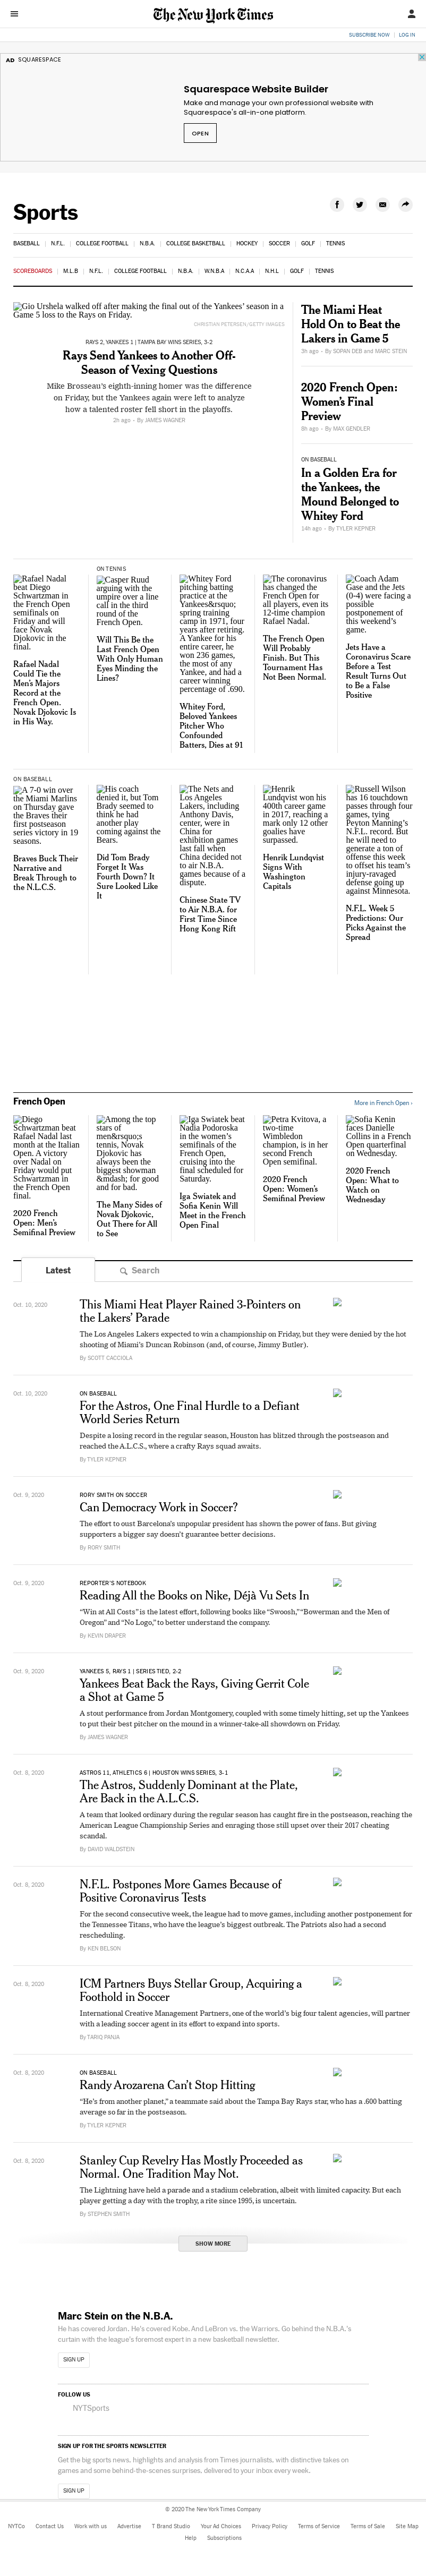 The New York Times
SUBSCRIBE NOW | LOG IN
AD SQUARESPACE
Squarespace Website Builder
Make and manage your own professional website with
Squarespace's all-in-one platform.
OPEN
Sports
BASEBALL | N.F.L. | COLLEGE FOOTBALL | N.B.A. | COLLEGE BASKETBALL | HOCKEY | SOCCER | GOLF | TENNIS
SCOREBOARDS | M.L.B | N.F.L. | COLLEGE FOOTBALL | N.B.A. | W.N.B.A | N.C.A.A | N.H.L | GOLF | TENNIS
Gio Urshela walked off after making the final out of the Yankees’ season in a
Game 5 loss to the Rays on Friday.
CHRISTIAN PETERSEN/GETTY IMAGES
RAYS 2, YANKEES 1 | TAMPA BAY WINS SERIES, 3-2
Rays Send Yankees to Another Off-
Season of Vexing Questions
Mike Brosseau’s eighth-inning homer was the difference
on Friday, but the Yankees again were left to analyze
how a talented roster fell short in the playoffs.
2h ago - By JAMES WAGNER
The Miami Heat
Hold On to Beat the
Lakers in Game 5
3h ago - By SOPAN DEB and MARC STEIN
2020 French Open:
Women’s Final
Preview
8h ago - By MAX GENDLER
ON BASEBALL
In a Golden Era for
the Yankees, the
Mound Belonged to
Whitey Ford
14h ago - By TYLER KEPNER
Rafael Nadal
beat Diego
Schwartzman in
the French Open
semifinals on
Friday and will
face Novak
Djokovic in the
final.
Rafael Nadal
Could Tie the
Men’s Majors
Record at the
French Open.
Novak Djokovic Is
in His Way.
ON TENNIS
Casper Ruud
arguing with the
umpire over a line
call in the third
round of the
French Open.
Will This Be the
Last French Open
With Only Human
Eyes Minding the
Lines?
Whitey Ford
pitching batting
practice at the
Yankees&rsquo;
spring training
camp in 1971, four
years after retiring.
A Yankee for his
entire career, he
won 236 games,
the most of any
Yankee, and had a
career winning
percentage of .690.
Whitey Ford,
Beloved Yankees
Pitcher Who
Confounded
Batters, Dies at 91
The coronavirus
has changed the
French Open for
all players, even its
12-time champion
Rafael Nadal.
The French Open
Will Probably
Finish. But This
Tournament Has
Not Been Normal.
Coach Adam
Gase and the Jets
(0-4) were facing a
possible
postponement of
this weekend’s
game.
Jets Have a
Coronavirus Scare
Before a Test
Result Turns Out
to Be a False
Positive
ON BASEBALL
A 7-0 win over
the Miami Marlins
on Thursday gave
the Braves their
first postseason
series victory in 19
seasons.
Braves Buck Their
Narrative and
Break Through to
the N.L.C.S.
His coach
denied it, but Tom
Brady seemed to
think he had
another play
coming against the
Bears.
Did Tom Brady
Forget It Was
Fourth Down? It
Sure Looked Like
It
The Nets and
Los Angeles
Lakers, including
Anthony Davis,
center, were in
China for
exhibition games
last fall when
China decided not
to air N.B.A.
games because of a
dispute.
Chinese State TV
to Air N.B.A. for
First Time Since
Hong Kong Rift
Henrik
Lundqvist won his
400th career game
in 2017, reaching a
mark only 12 other
goalies have
surpassed.
Henrik Lundqvist
Signs With
Washington
Capitals
Russell Wilson
has 16 touchdown
passes through four
games, tying
Peyton Manning’s
N.F.L. record. But
he will need to
generate a ton of
offense this week
to offset his team’s
injury-ravaged
defense going up
against Minnesota.
N.F.L. Week 5
Predictions: Our
Picks Against the
Spread
French Open
More in French Open ›
Diego
Schwartzman beat
Rafael Nadal last
month at the Italian
Open. A victory
over Nadal on
Friday would put
Schwartzman in
the French Open
final.
2020 French
Open: Men’s
Semifinal Preview
Among the top
stars of
men&rsquo;s
tennis, Novak
Djokovic has
always been the
biggest showman
&mdash; for good
and for bad.
The Many Sides of
Novak Djokovic,
Out There for All
to See
Iga Swiatek beat
Nadia Podoroska
in the women’s
semifinals of the
French Open,
cruising into the
final scheduled for
Saturday.
Iga Swiatek and
Sofia Kenin Will
Meet in the French
Open Final
Petra Kvitova, a
two-time
Wimbledon
champion, is in her
second French
Open semifinal.
2020 French
Open: Women’s
Semifinal Preview
Sofia Kenin
faces Danielle
Collins in a French
Open quarterfinal
on Wednesday.
2020 French
Open: What to
Watch on
Wednesday
Latest
Search
Oct. 10, 2020
This Miami Heat Player Rained 3-Pointers on
the Lakers’ Parade
The Los Angeles Lakers expected to win a championship on Friday, but they were denied by the hot
shooting of Miami’s Duncan Robinson (and, of course, Jimmy Butler).
By SCOTT CACCIOLA
Oct. 10, 2020
ON BASEBALL
For the Astros, One Final Hurdle to a Defiant
World Series Return
Despite a losing record in the regular season, Houston has blitzed through the postseason and
reached the A.L.C.S., where a crafty Rays squad awaits.
By TYLER KEPNER
Oct. 9, 2020
RORY SMITH ON SOCCER
Can Democracy Work in Soccer?
The effort to oust Barcelona’s unpopular president has shown the power of fans. But giving
supporters a bigger say doesn’t guarantee better decisions.
By RORY SMITH
Oct. 9, 2020
REPORTER’S NOTEBOOK
Reading All the Books on Nike, Déjà Vu Sets In
“Win at All Costs” is the latest effort, following books like “Swoosh,” “Bowerman and the Men of
Oregon” and “No Logo,” to better understand the company.
By KEVIN DRAPER
Oct. 9, 2020
YANKEES 5, RAYS 1 | SERIES TIED, 2-2
Yankees Beat Back the Rays, Giving Gerrit Cole
a Shot at Game 5
A stout performance from Jordan Montgomery, coupled with some timely hitting, set up the Yankees
to put their best pitcher on the mound in a winner-take-all showdown on Friday.
By JAMES WAGNER
Oct. 8, 2020
ASTROS 11, ATHLETICS 6 | HOUSTON WINS SERIES, 3-1
The Astros, Suddenly Dominant at the Plate,
Are Back in the A.L.C.S.
A team that looked ordinary during the regular season has caught fire in the postseason, reaching the
American League Championship Series and enraging those still upset over their 2017 cheating
scandal.
By DAVID WALDSTEIN
Oct. 8, 2020
N.F.L. Postpones More Games Because of
Positive Coronavirus Tests
For the second consecutive week, the league had to move games, including another postponement for
the Tennessee Titans, who have the league’s biggest outbreak. The Patriots also had a second
rescheduling.
By KEN BELSON
Oct. 8, 2020
ICM Partners Buys Stellar Group, Acquiring a
Foothold in Soccer
International Creative Management Partners, one of the world’s big four talent agencies, will partner
with a leading soccer agent in its effort to expand into sports.
By TARIQ PANJA
Oct. 8, 2020
ON BASEBALL
Randy Arozarena Can’t Stop Hitting
“He’s from another planet,” a teammate said about the Tampa Bay Rays star, who has a .600 batting
average so far in the postseason.
By TYLER KEPNER
Oct. 8, 2020
Stanley Cup Revelry Has Mostly Proceeded as
Normal. One Tradition May Not.
The Lightning have held a parade and a stadium celebration, albeit with limited capacity. But each
player getting a day with the trophy, a rite since 1995, is uncertain.
By STEPHEN SMITH
SHOW MORE
Marc Stein on the N.B.A.
He has covered Jordan. He’s covered Kobe. And LeBron vs. the Warriors. Go behind the N.B.A.’s
curtain with the league’s foremost expert in a new basketball newsletter.
SIGN UP
FOLLOW US
NYTSports
SIGN UP FOR THE SPORTS NEWSLETTER
Get the big sports news, highlights and analysis from Times journalists, with distinctive takes on
games and some behind-the-scenes surprises, delivered to your inbox every week.
SIGN UP
© 2020 The New York Times Company
NYTCo Contact Us Work with us Advertise T Brand Studio Your Ad Choices Privacy Policy Terms of Service Terms of Sale Site Map
Help Subscriptions